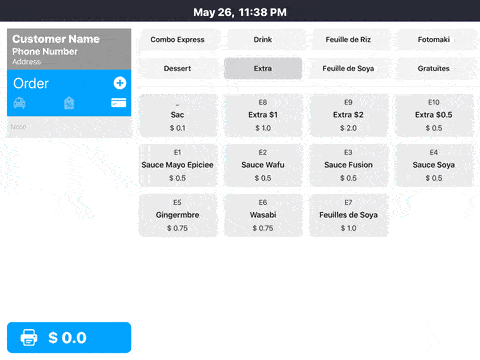 May 26, 11:38 PM
Customer Name
Phone Number
Address
Order
Note
$ 0.0
Combo Express
Drink
Feuille de Riz
Fotomaki
Dessert
Extra
Feuille de Soya
Gratuites
_
Sac
$ 0.1
E8
Extra $1
$ 1.0
E9
Extra $2
$ 2.0
E10
Extra $0.5
$ 0.5
E1
Sauce Mayo Epiciee
$ 0.5
E2
Sauce Wafu
$ 0.5
E3
Sauce Fusion
$ 0.5
E4
Sauce Soya
$ 0.5
E5
Gingermbre
$ 0.75
E6
Wasabi
$ 0.75
E7
Feuilles de Soya
$ 1.0